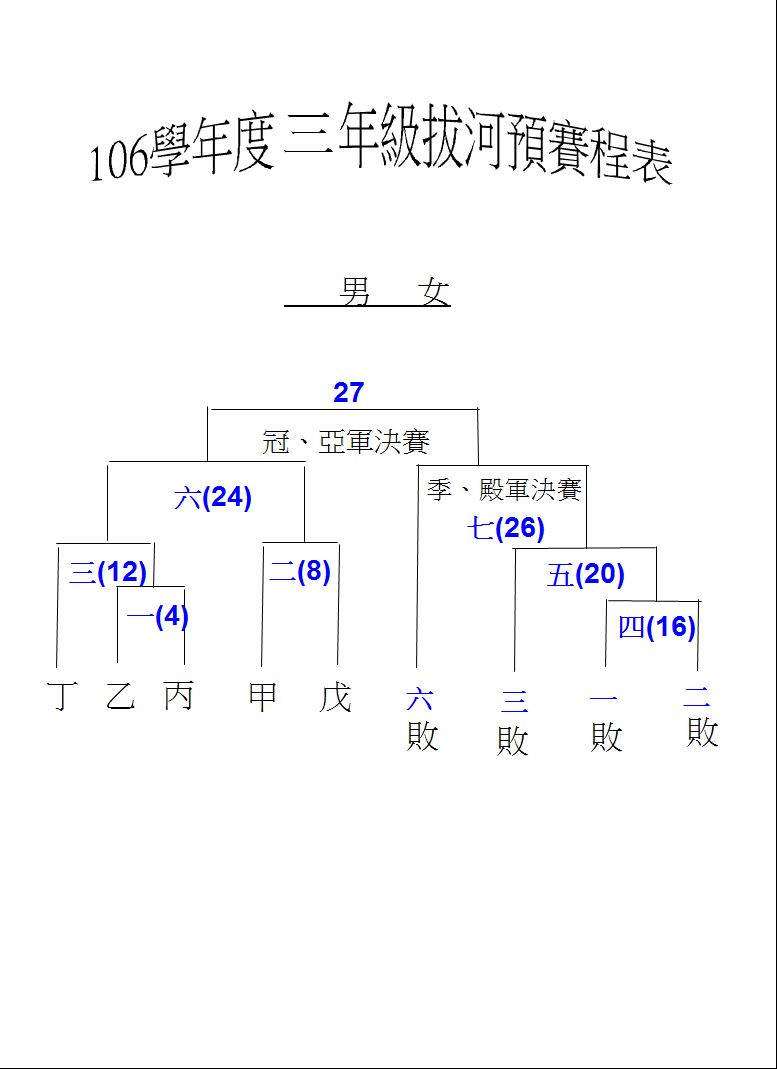 106學年度三年級拔河預賽程表
男 女
27
冠、亞軍決賽
六(24)
季、殿軍決賽
七(26)
三(12)
二(8)
五(20)
一(4)
四(16)
丁 乙 丙 甲 戊 六敗 三敗 一敗 二敗